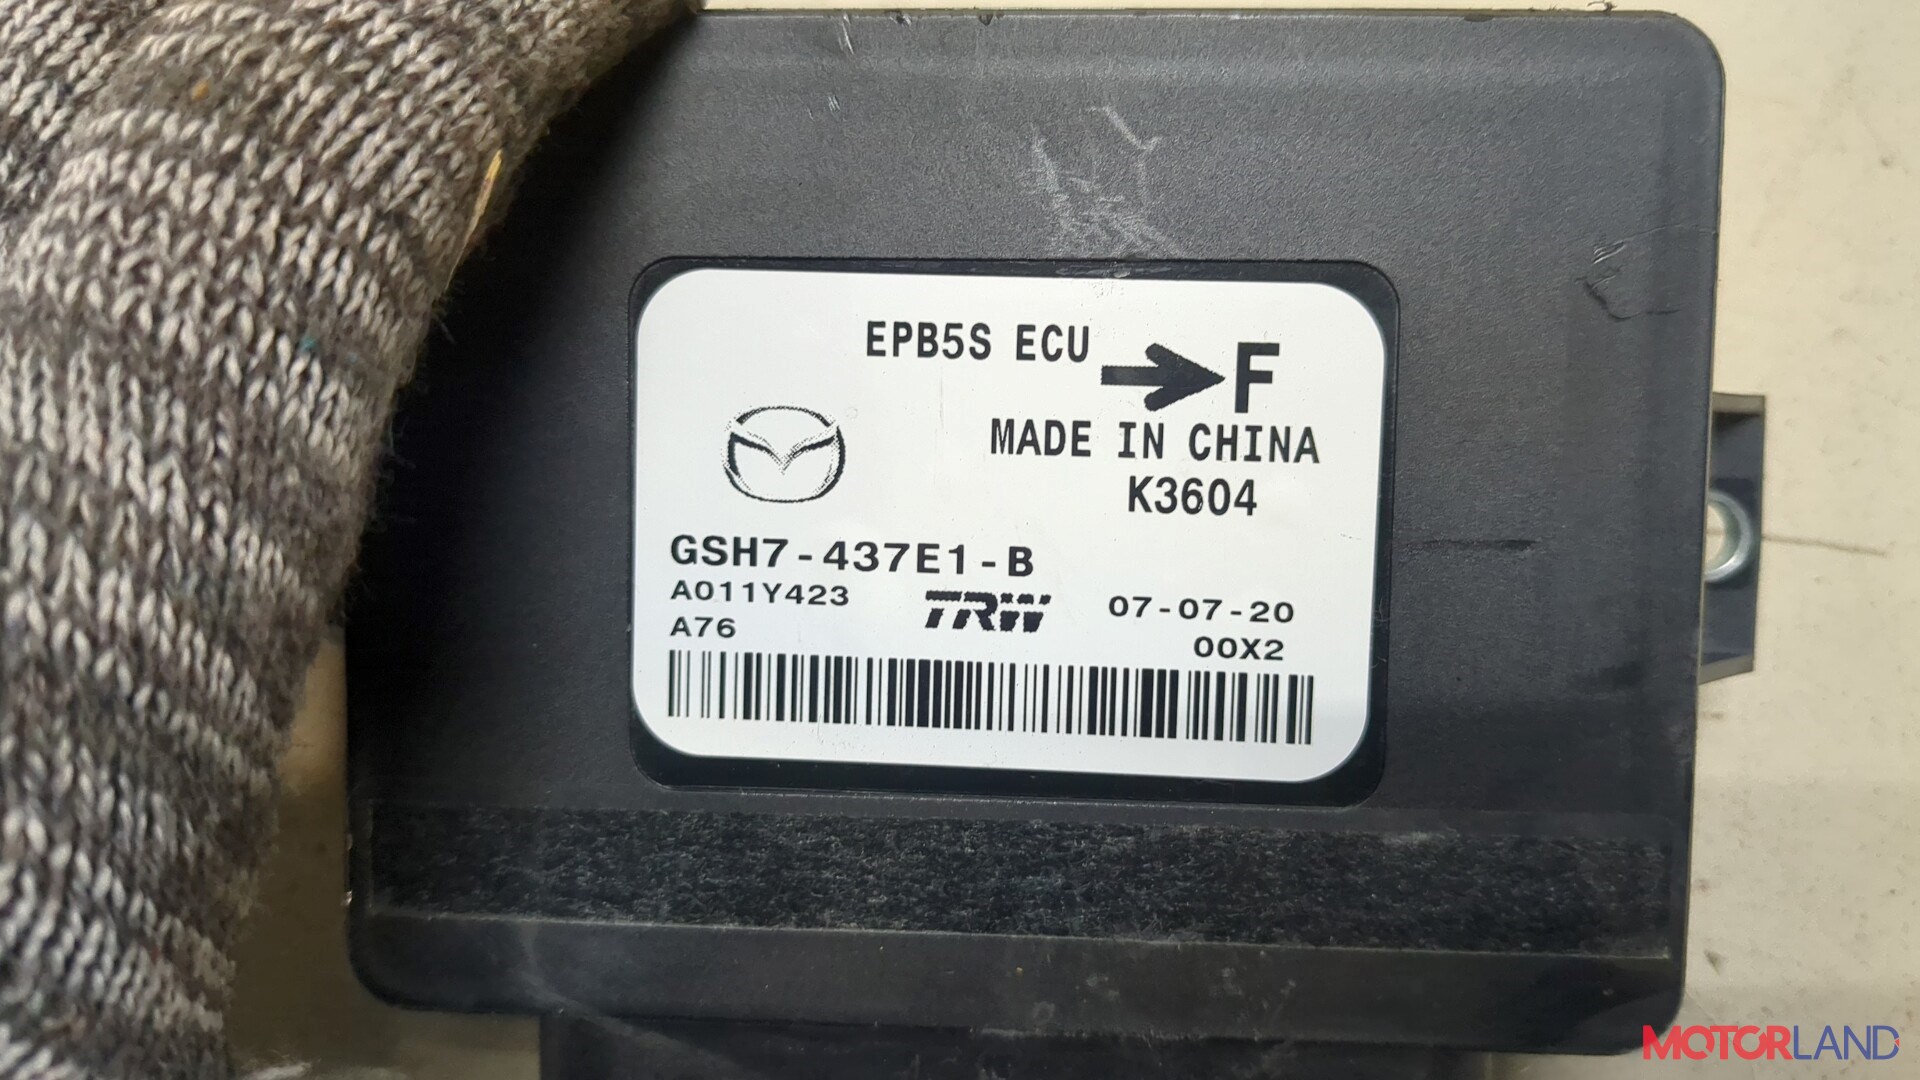 EPB5S ECU
F
MADE IN CHINA
K3604
GSH7-437E1-B
A011Y423
TRW
07-07-20
A76
00X2
MOTORLAND